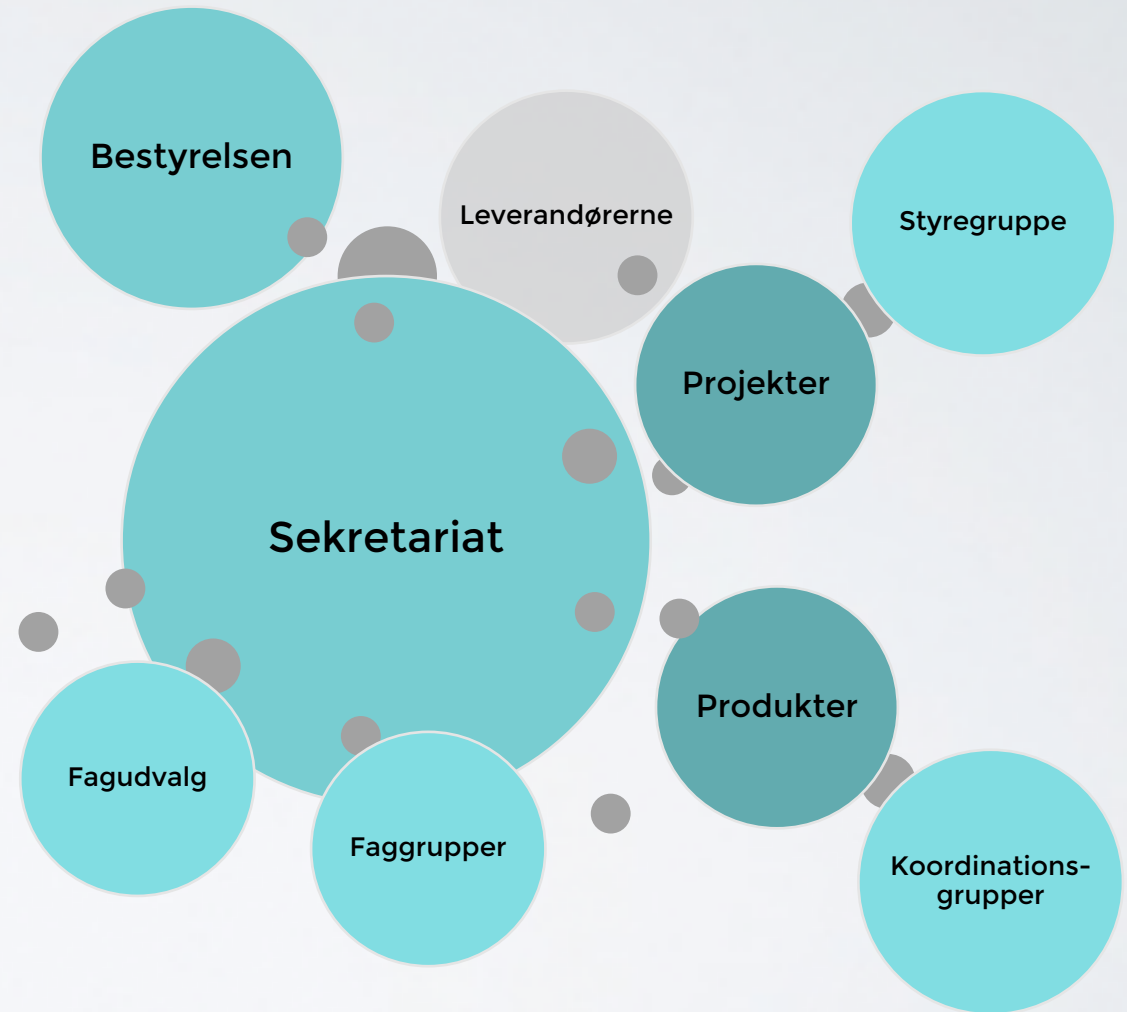 Bestyrelsen
Leverandørerne
Styregruppe
Projekter
Sekretariat
Produkter
Fagudvalg
Faggrupper
Koordinations-
grupper